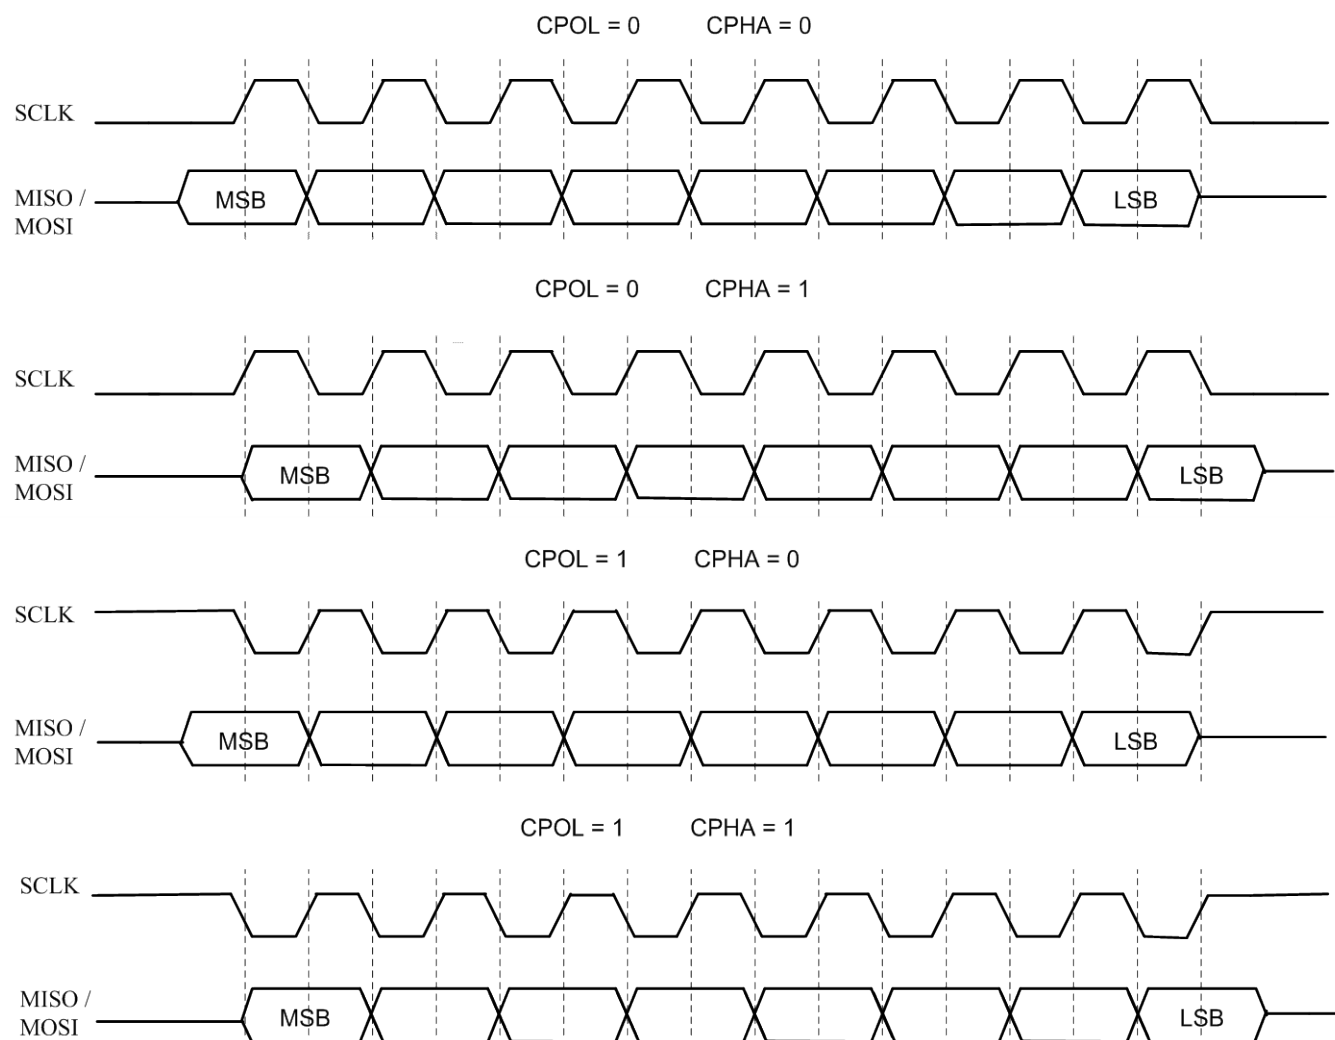 CPOL = 0 CPHA = 0
SCLK
MISO / MSB LSB
MOSI
CPOL = 0 CPHA = 1
SCLK
MISO / MSB LSB
MOSI
CPOL = 1 CPHA = 0
SCLK
MISO / MSB LSB
MOSI
CPOL = 1 CPHA = 1
SCLK
MISO / MSB LSB
MOSI